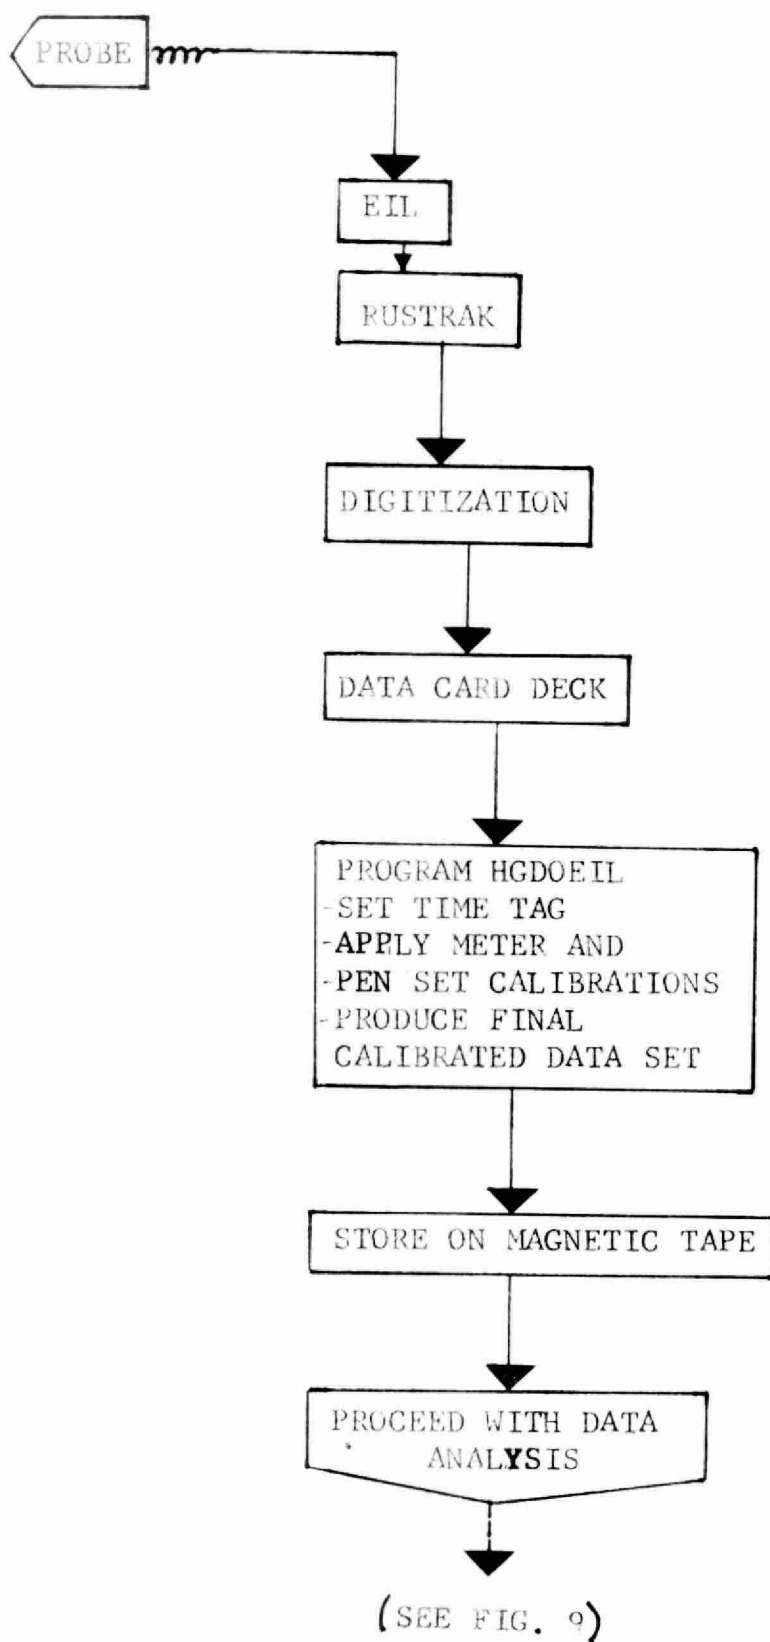 PROBE
EIL
RUSTRAK
DIGITIZATION
DATA CARD DECK
PROGRAM HGDOEIL
-SET TIME TAG
-APPLY METER AND
-PEN SET CALIBRATIONS
-PRODUCE FINAL
CALIBRATED DATA SET
STORE ON MAGNETIC TAPE
PROCEED WITH DATA
ANALYSIS
(SEE FIG. 9)